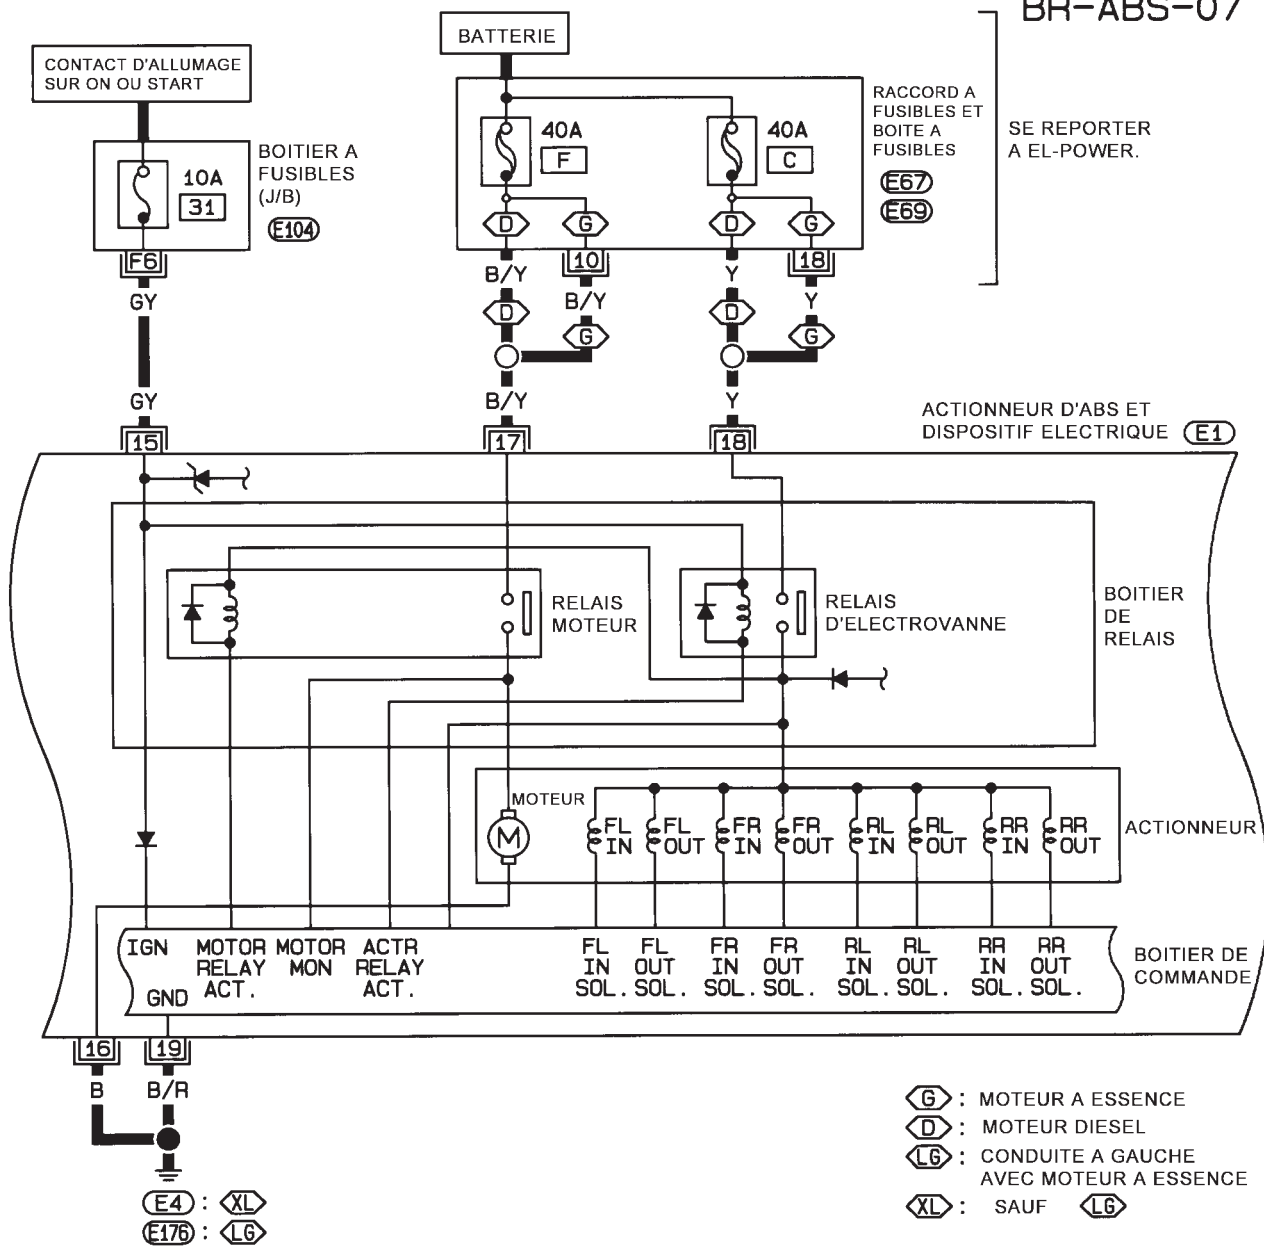 BR-ABS-07
BATTERIE
CONTACT D'ALLUMAGE
SUR ON OU START
RACCORD A
FUSIBLES ET
BOITE A
FUSIBLES
SE REPORTER
A EL-POWER.
BOITIER A
FUSIBLES
(J/B)
10A
31
E104
40A
F
40A
C
E67
E69
D
G
D
G
F6
10
18
GY
B/Y
B/Y
Y
Y
D
G
D
G
GY
B/Y
Y
ACTIONNEUR D'ABS ET
DISPOSITIF ELECTRIQUE
E1
15
17
18
RELAIS
MOTEUR
RELAIS
D'ELECTROVANNE
BOITIER
DE
RELAIS
MOTEUR
M
FL
IN
FL
OUT
FR
IN
FR
OUT
RL
IN
RL
OUT
RR
IN
RR
OUT
ACTIONNEUR
IGN
MOTOR
RELAY
ACT.
MOTOR
MON
ACTR
RELAY
ACT.
FL
IN
SOL.
FL
OUT
SOL.
FR
IN
SOL.
FR
OUT
SOL.
RL
IN
SOL.
RL
OUT
SOL.
RR
IN
SOL.
RR
OUT
SOL.
GND
BOITIER DE
COMMANDE
16
19
B
B/R
E4 : XL
E176 : LG
G : MOTEUR A ESSENCE
D : MOTEUR DIESEL
LG : CONDUITE A GAUCHE
AVEC MOTEUR A ESSENCE
XL : SAUF LG